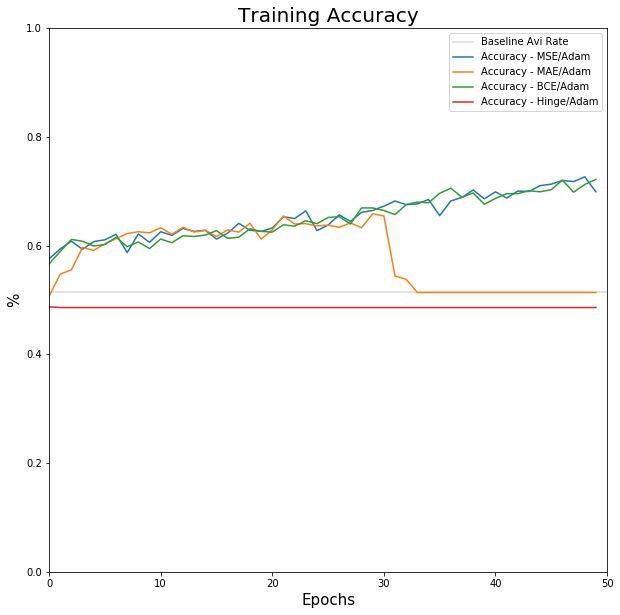 Training Accuracy
Baseline Avi Rate
Accuracy - MSE/Adam
Accuracy - MAE/Adam
Accuracy - BCE/Adam
Accuracy - Hinge/Adam
%
1.0
0.8
0.6
0.4
0.2
0.0
0 10 20 30 40 50
Epochs